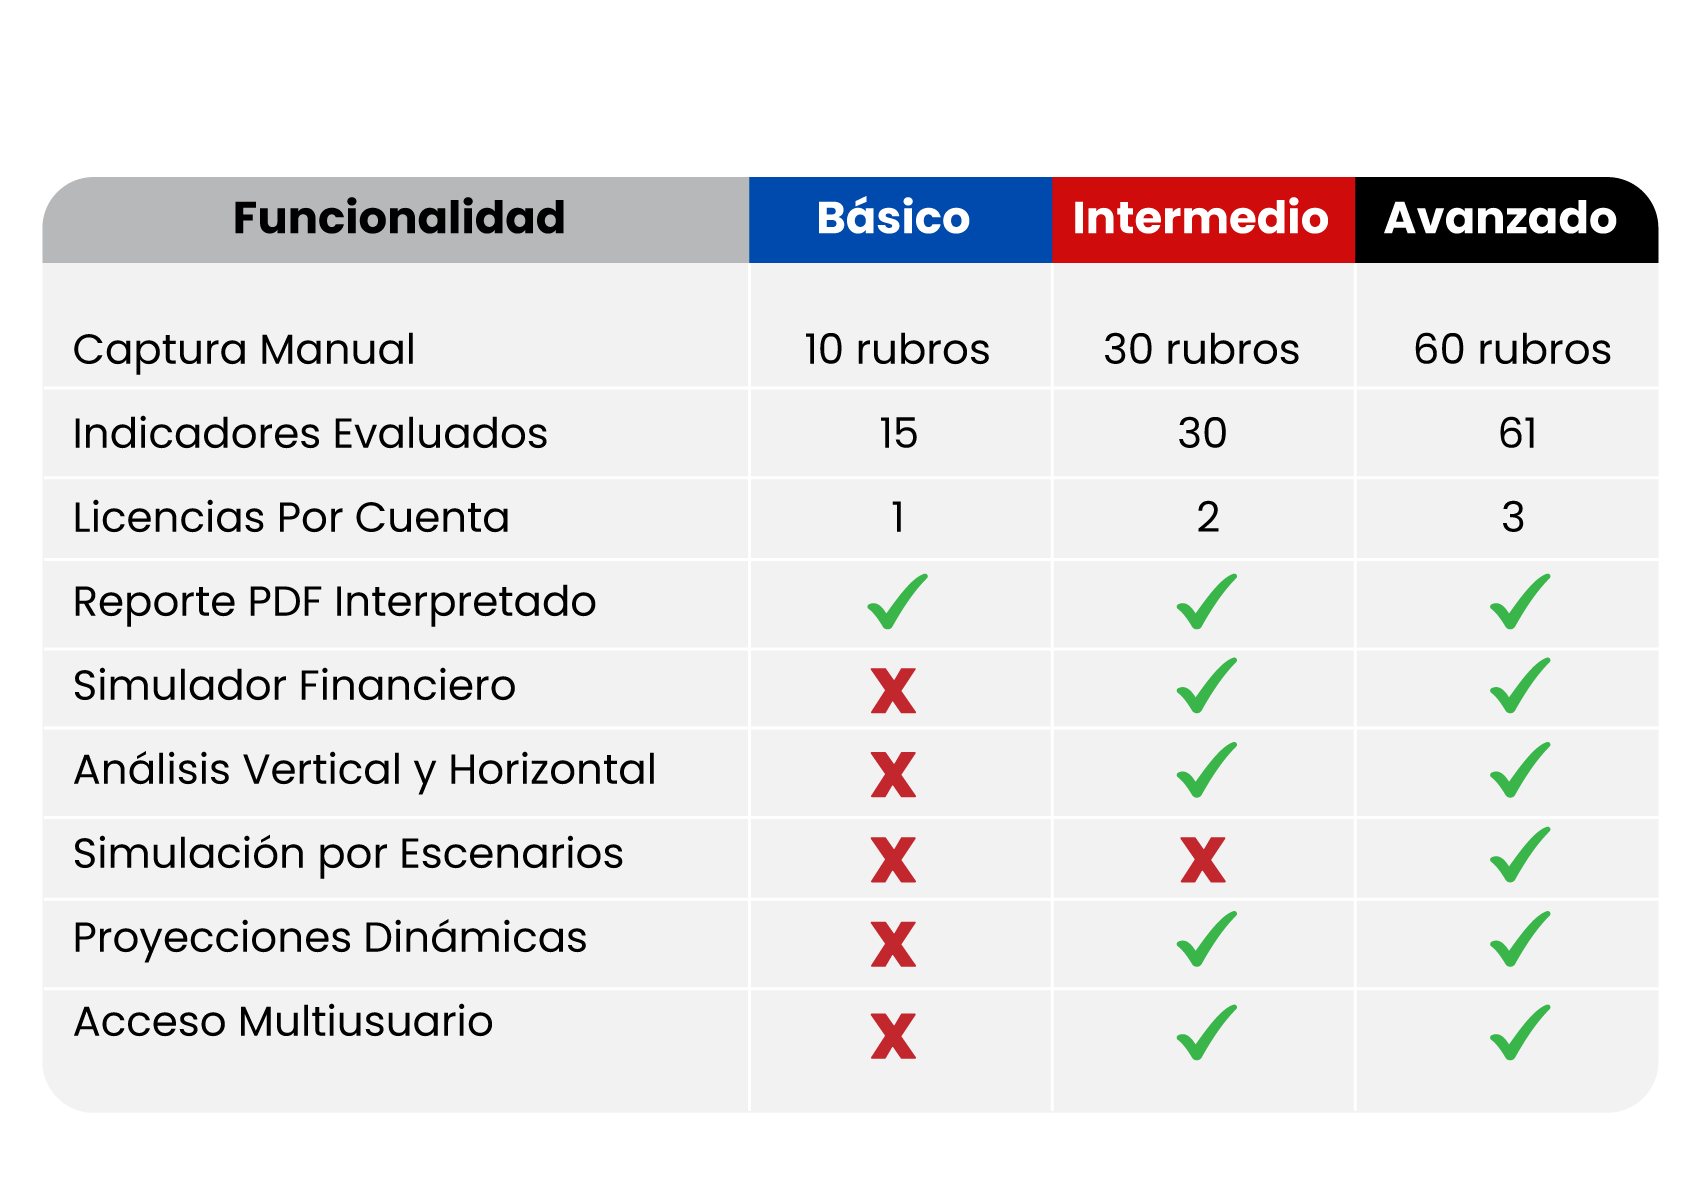 Funcionalidad Básico Intermedio Avanzado
Captura Manual 10 rubros 30 rubros 60 rubros
Indicadores Evaluados 15 30 61
Licencias Por Cuenta 1 2 3
Reporte PDF Interpretado ✓ ✓ ✓
Simulador Financiero X ✓ ✓
Análisis Vertical y Horizontal X ✓ ✓
Simulación por Escenarios X X ✓
Proyecciones Dinámicas X ✓ ✓
Acceso Multiusuario X ✓ ✓